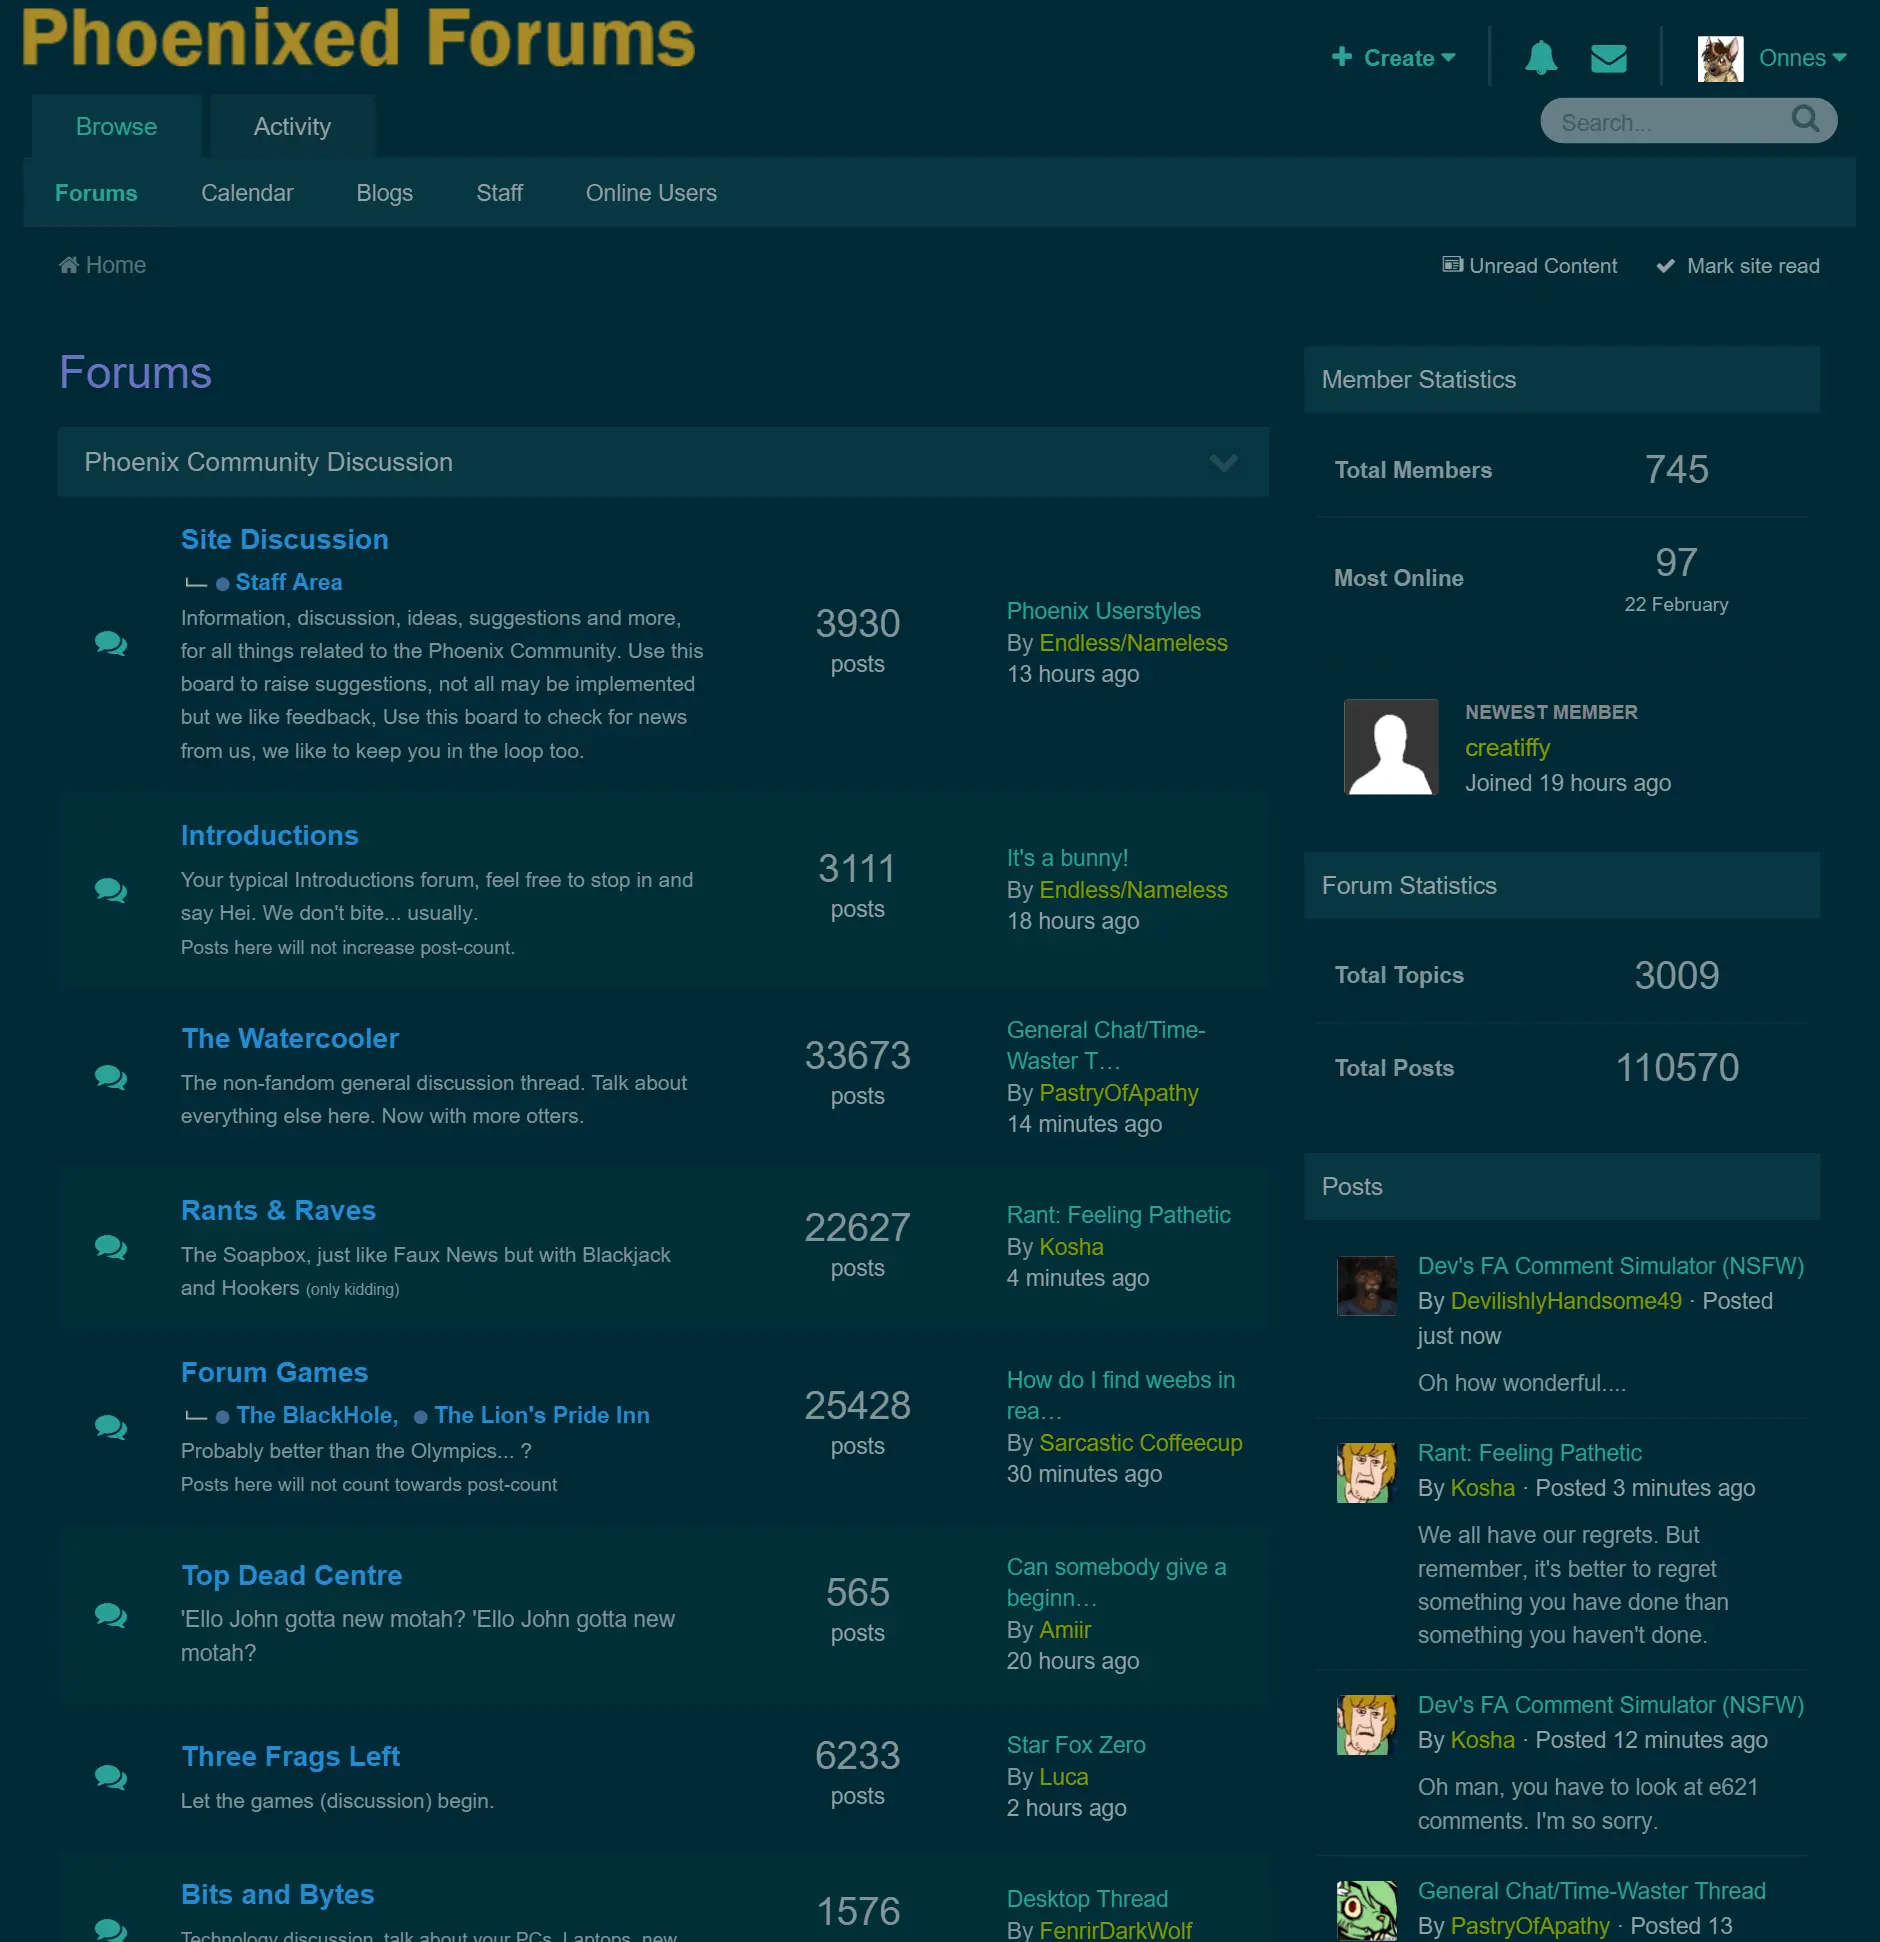 Phoenixed Forums
Create
Onnes
Browse
Activity
Search...
Forums
Calendar
Blogs
Staff
Online Users
Home
Unread Content
Mark site read
Forums
Phoenix Community Discussion
Site Discussion
Staff Area
Information, discussion, ideas, suggestions and more,
for all things related to the Phoenix Community. Use this
board to raise suggestions, not all may be implemented
but we like feedback, Use this board to check for news
from us, we like to keep you in the loop too.
3930
posts
Phoenix Userstyles
By Endless/Nameless
13 hours ago
Introductions
Your typical Introductions forum, feel free to stop in and
say Hei. We don't bite... usually.
Posts here will not increase post-count.
3111
posts
It's a bunny!
By Endless/Nameless
18 hours ago
The Watercooler
The non-fandom general discussion thread. Talk about
everything else here. Now with more otters.
33673
posts
General Chat/Time-
Waster T…
By PastryOfApathy
14 minutes ago
Rants & Raves
The Soapbox, just like Faux News but with Blackjack
and Hookers (only kidding)
22627
posts
Rant: Feeling Pathetic
By Kosha
4 minutes ago
Forum Games
The BlackHole, The Lion's Pride Inn
Probably better than the Olympics... ?
Posts here will not count towards post-count
25428
posts
How do I find weebs in
rea…
By Sarcastic Coffeecup
30 minutes ago
Top Dead Centre
'Ello John gotta new motah? 'Ello John gotta new
motah?
565
posts
Can somebody give a
beginn…
By Amiir
20 hours ago
Three Frags Left
Let the games (discussion) begin.
6233
posts
Star Fox Zero
By Luca
2 hours ago
Bits and Bytes
Technology discussion, talk about your PCs, Laptops, new
1576
Desktop Thread
By FenrirDarkWolf
Member Statistics
Total Members
745
Most Online
97
22 February
NEWEST MEMBER
creatiffy
Joined 19 hours ago
Forum Statistics
Total Topics
3009
Total Posts
110570
Posts
Dev's FA Comment Simulator (NSFW)
By DevilishlyHandsome49 · Posted
just now
Oh how wonderful....
Rant: Feeling Pathetic
By Kosha · Posted 3 minutes ago
We all have our regrets. But
remember, it's better to regret
something you have done than
something you haven't done.
Dev's FA Comment Simulator (NSFW)
By Kosha · Posted 12 minutes ago
Oh man, you have to look at e621
comments. I'm so sorry.
General Chat/Time-Waster Thread
By PastryOfApathy · Posted 13